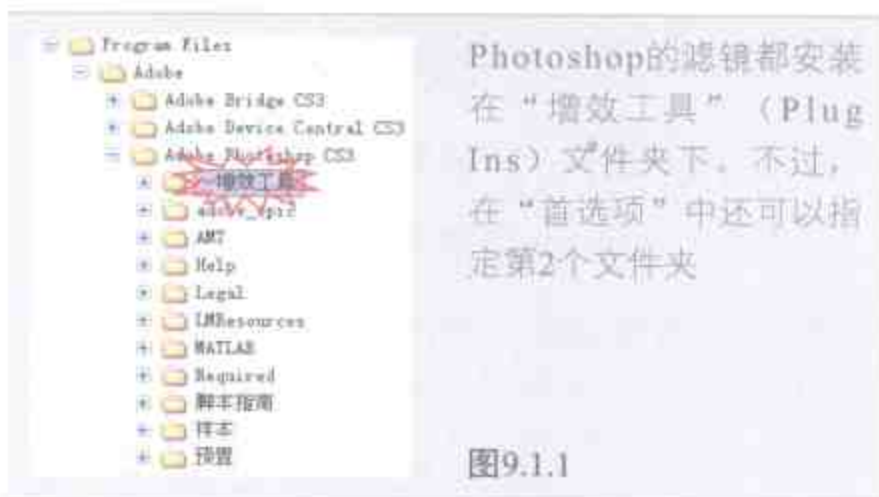 Program Files
Adobe
Adobe Bridge CS3
Adobe Device Central CS3
Adobe Photoshop CS3
增效工具
adobe_epic
AMT
Help
Legal
LMResources
MATLAB
Required
脚本指南
样本
预置
Photoshop的滤镜都安装
在“增效工具”（Plug
Ins）文件夹下。不过，
在“首选项”中还可以指
定第2个文件夹
图9.1.1